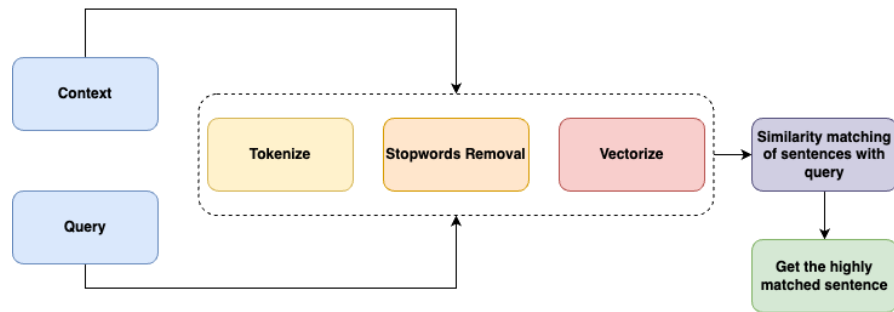 Context
Tokenize
Stopwords Removal
Vectorize
Similarity matching
of sentences with
query
Query
Get the highly
matched sentence